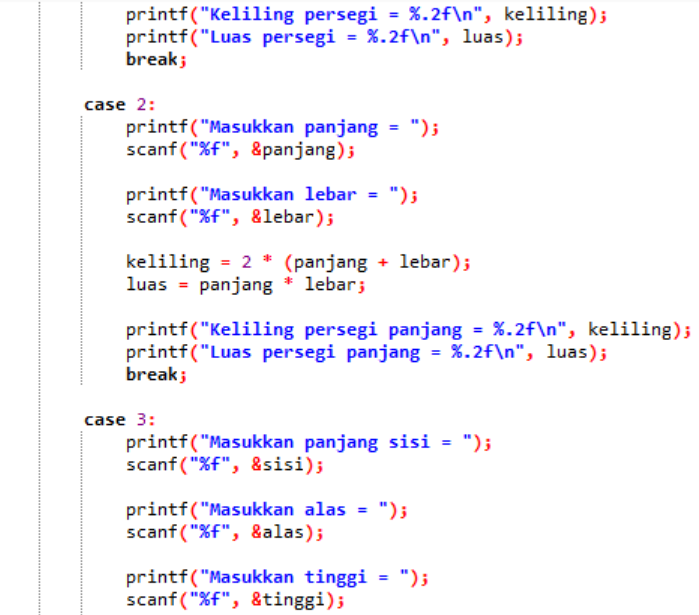 printf("Keliling persegi = %.2f\n", keliling);
printf("Luas persegi = %.2f\n", luas);
break;
case 2:
printf("Masukkan panjang = ");
scanf("%f", &panjang);
printf("Masukkan lebar = ");
scanf("%f", &lebar);
keliling = 2 * (panjang + lebar);
luas = panjang * lebar;
printf("Keliling persegi panjang = %.2f\n", keliling);
printf("Luas persegi panjang = %.2f\n", luas);
break;
case 3:
printf("Masukkan panjang sisi = ");
scanf("%f", &sisi);
printf("Masukkan alas = ");
scanf("%f", &alas);
printf("Masukkan tinggi = ");
scanf("%f", &tinggi);